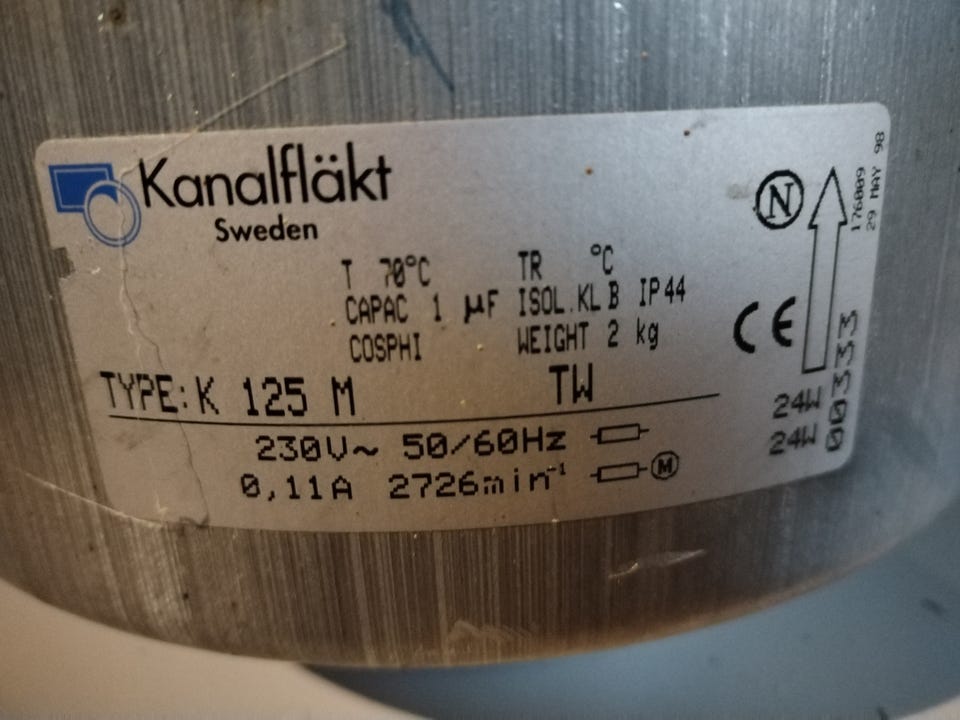 Kanalfläkt
Sweden
T 70°C TR °C
CAPAC 1 µF ISOL.KL B IP44
COSPHI WEIGHT 2 kg
TYPE: K 125 M TW
230V~ 50/60Hz 24W
0,11A 2726min⁻¹ M 24W
N
CE
176009
29 MAY 98
00333